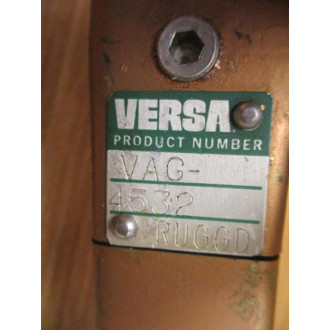 VERSA
PRODUCT NUMBER
VAG-
4532
RUGGD